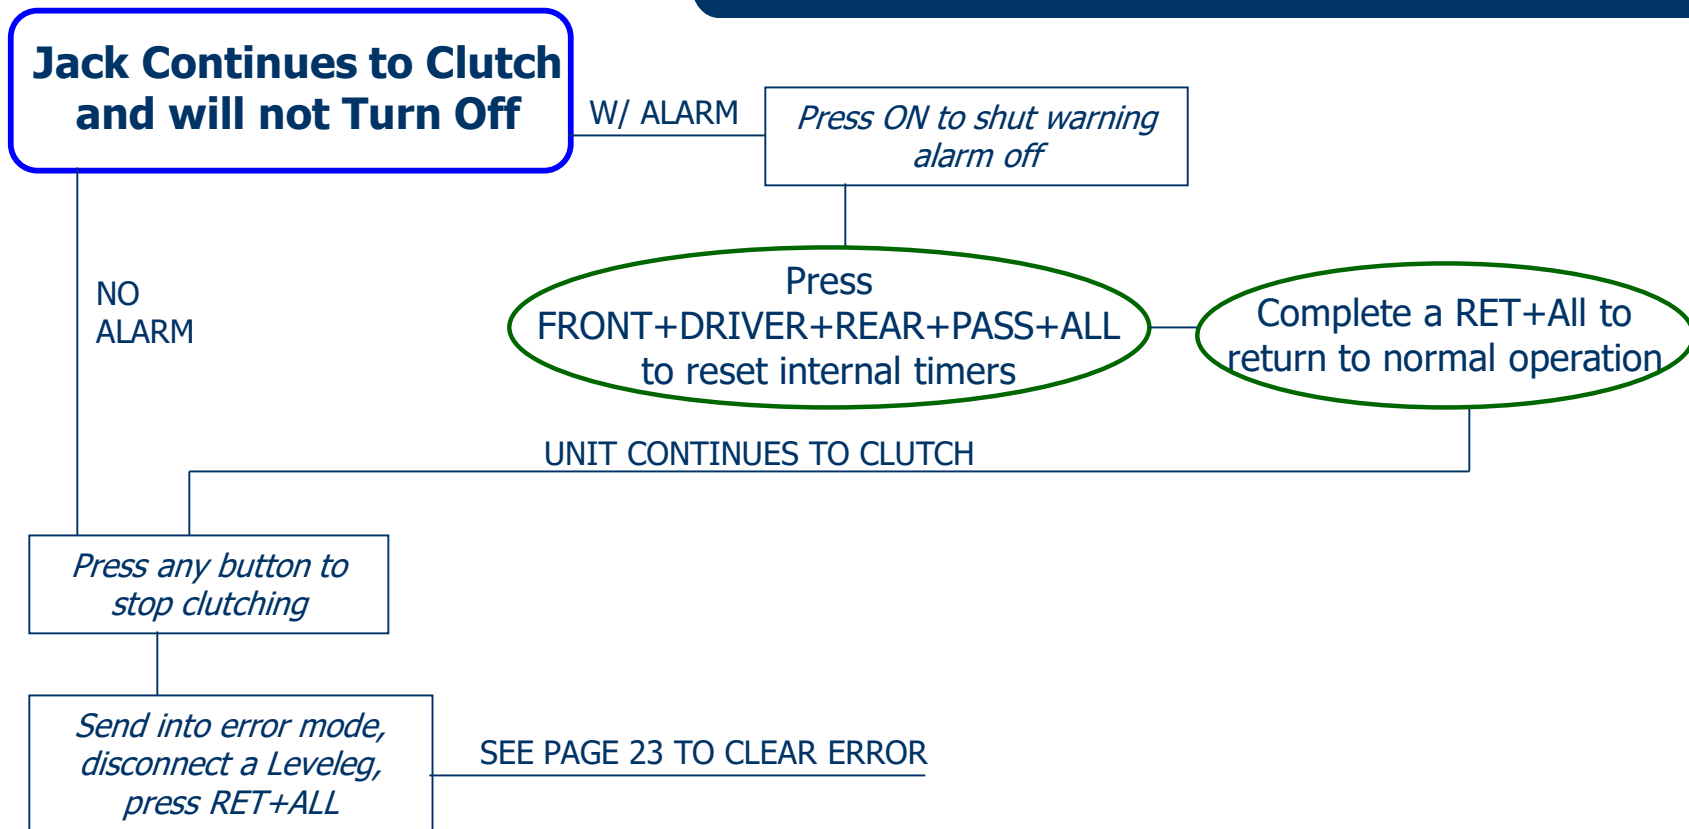 Jack Continues to Clutch
and will not Turn Off
W/ ALARM
Press ON to shut warning
alarm off
NO
ALARM
Press
FRONT+DRIVER+REAR+PASS+ALL
to reset internal timers
Complete a RET+All to
return to normal operation
UNIT CONTINUES TO CLUTCH
Press any button to
stop clutching
Send into error mode,
disconnect a Leveleg,
press RET+ALL
SEE PAGE 23 TO CLEAR ERROR